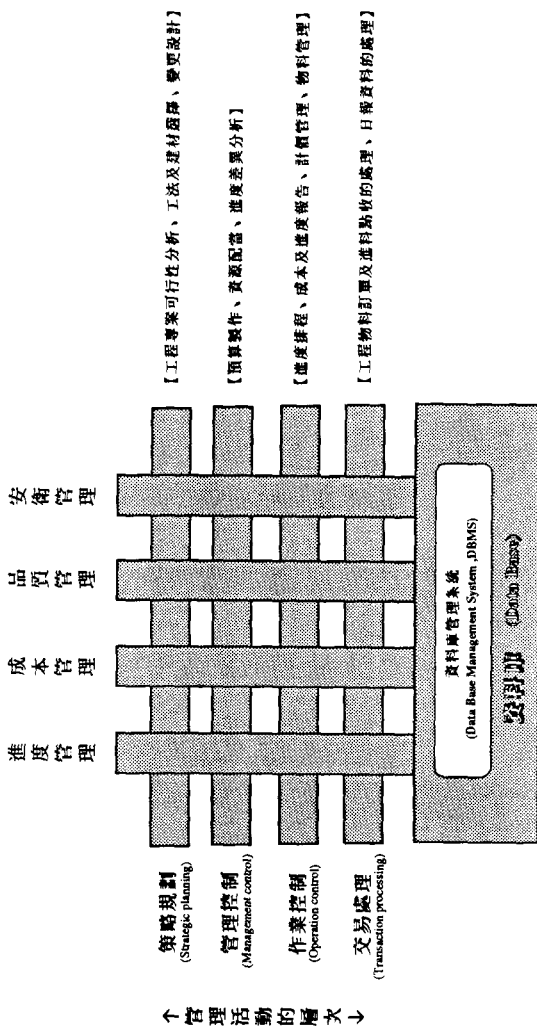 進度管理
成本管理
品質管理
安衛管理
↑管理活動的層次↓
策略規劃
(Strategic planning)
【工程專案可行性分析、工法及建材選擇、變更設計】
管理控制
(Management control)
【預算製作、資源配當、進度差異分析】
作業控制
(Operation control)
【進度排程、成本及進度報告、計價管理、物料管理】
交易處理
(Transaction processing)
【工程物料訂單及進料點收的處理、日報資料的處理】
資料庫管理系統
(Data Base Management System ,DBMS)
資料庫 (Data Base)